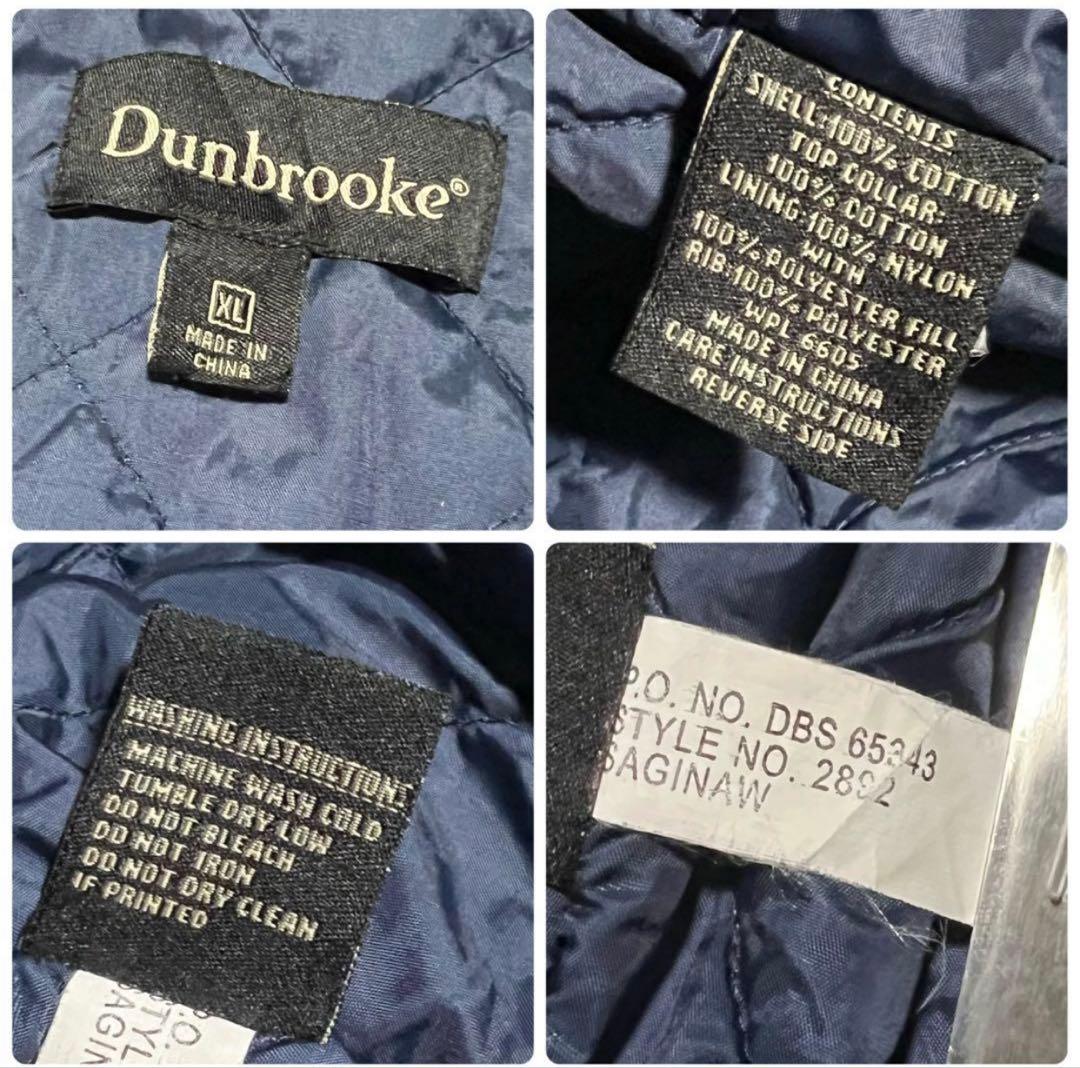 Dunbrooke®
XL
MADE IN
CHINA
CONTENTS
SHELL:100% COTTON
TOP COLLAR:
100% COTTON
LINING:100% NYLON
WITH
100% POLYESTER FILL
RIB:100% POLYESTER
WPL 6605
MADE IN CHINA
CARE INSTRUCTIONS
REVERSE SIDE
WASHING INSTRUCTIONS
MACHINE WASH COLD
TUMBLE DRY LOW
DO NOT BLEACH
DO NOT IRON
DO NOT DRY CLEAN
IF PRINTED
P.O.
STYL
SAGIN
P.O. NO. DBS 65343
STYLE NO. 2892
SAGINAW